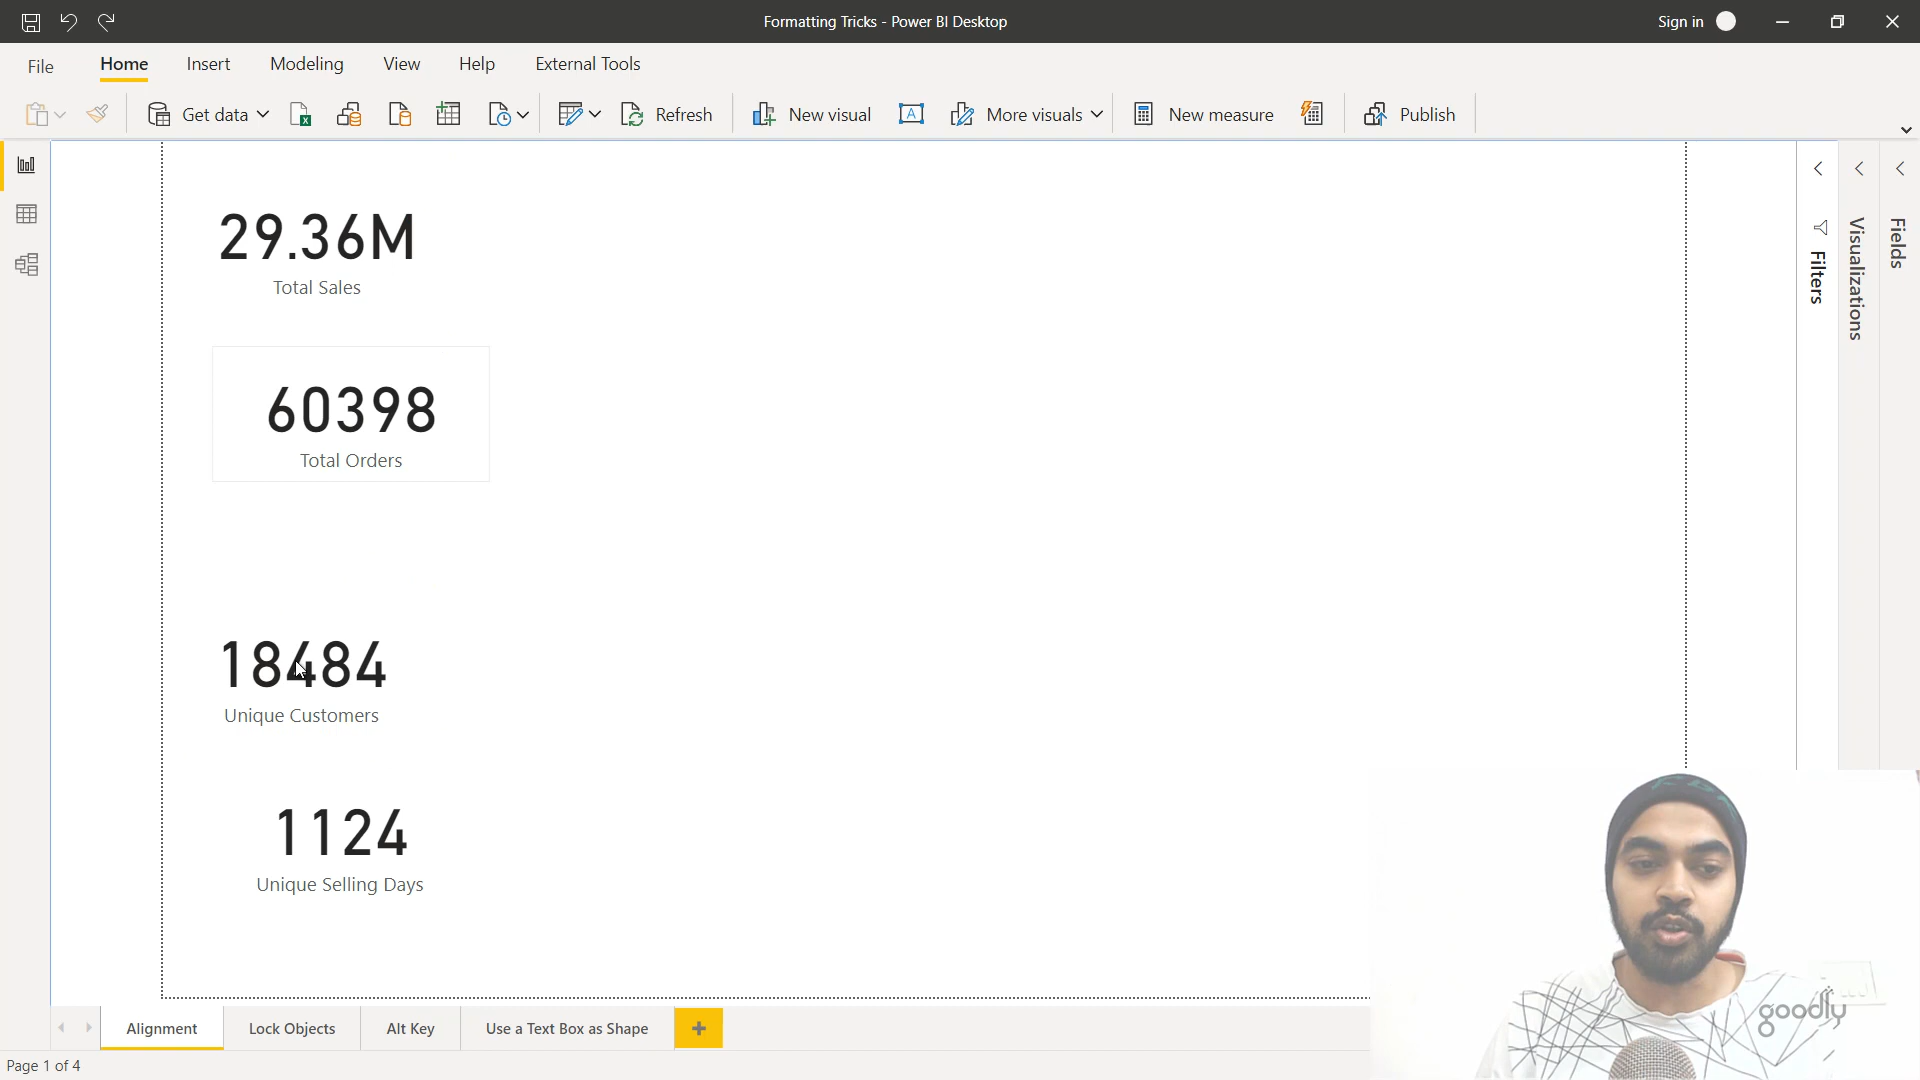 Formatting Tricks - Power BI Desktop
Sign in
File
Home
Insert
Modeling
View
Help
External Tools
Get data
Refresh
New visual
More visuals
New measure
Publish
29.36M
Total Sales
60398
Total Orders
18484
Unique Customers
1124
Unique Selling Days
Filters
Visualizations
Fields
goodly
Alignment
Lock Objects
Alt Key
Use a Text Box as Shape
Page 1 of 4